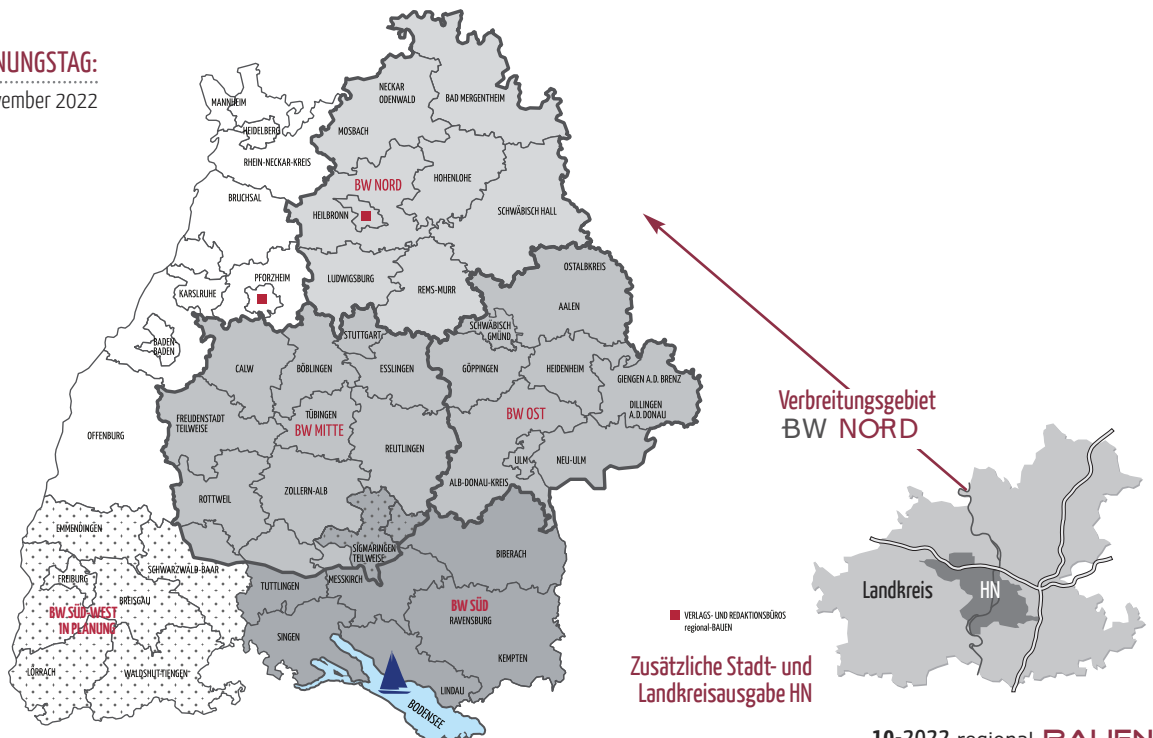 NUNGSTAG:
ember 2022
MANNHEIM
HEIDELBERG
RHEIN-NECKAR-KREIS
BRUCHSAL
KARSLRUHE
PFORZHEIM
BADEN
BADEN
OFFENBURG
NECKAR
ODENWALD
BAD MERGENTHEIM
MOSBACH
BW NORD
HOHENLOHE
HEILBRONN
SCHWÄBISCH HALL
LUDWIGSBURG
REMS-MURR
OSTALBKREIS
AALEN
SCHWÄBISCH
GMÜND
STUTTGART
CALW
BÖBLINGEN
ESSLINGEN
GÖPPINGEN
HEIDENHEIM
GIENGEN A.D. BRENZ
DILLINGEN
A.D. DONAU
FREUDENSTADT
TEILWEISE
TÜBINGEN
BW MITTE
BW OST
REUTLINGEN
ULM
NEU-ULM
ALB-DONAU-KREIS
ROTTWEIL
ZOLLERN-ALB
SIGMARINGEN
TEILWEISE
BIBERACH
EMMENDINGEN
FREIBURG
SCHWARZWALD-BAAR
BREISGAU
BW SÜD-WEST
IN PLANUNG
LÖRRACH
WALDSHUT-TIENGEN
TUTTLINGEN
MESSKIRCH
BW SÜD
RAVENSBURG
SINGEN
KEMPTEN
LINDAU
BODENSEE
Verbreitungsgebiet
BW NORD
Landkreis
HN
VERLAGS- UND REDAKTIONSBÜROS
regional-BAUEN
Zusätzliche Stadt- und
Landkreisausgabe HN
10-2022 regional BAUEN